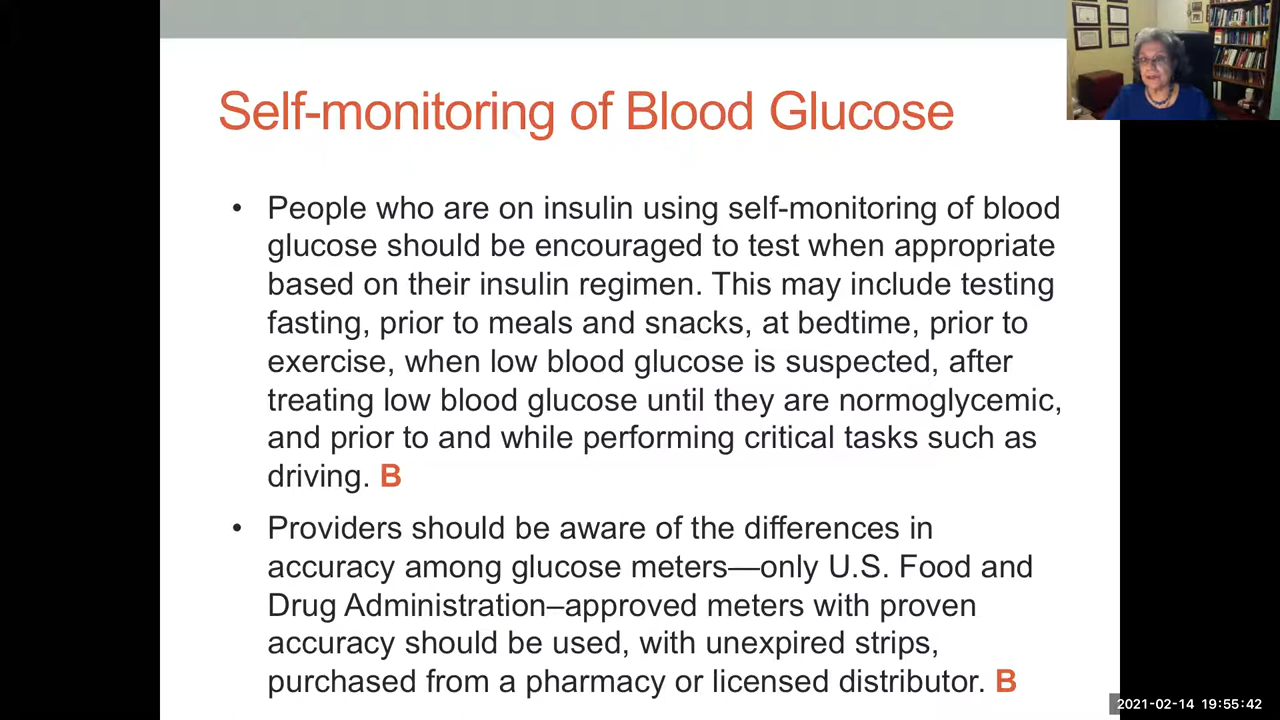 Self-monitoring of Blood Glucose
• People who are on insulin using self-monitoring of blood
glucose should be encouraged to test when appropriate
based on their insulin regimen. This may include testing
fasting, prior to meals and snacks, at bedtime, prior to
exercise, when low blood glucose is suspected, after
treating low blood glucose until they are normoglycemic,
and prior to and while performing critical tasks such as
driving. B
• Providers should be aware of the differences in
accuracy among glucose meters—only U.S. Food and
Drug Administration–approved meters with proven
accuracy should be used, with unexpired strips,
purchased from a pharmacy or licensed distributor. B
2021-02-14 19:55:42